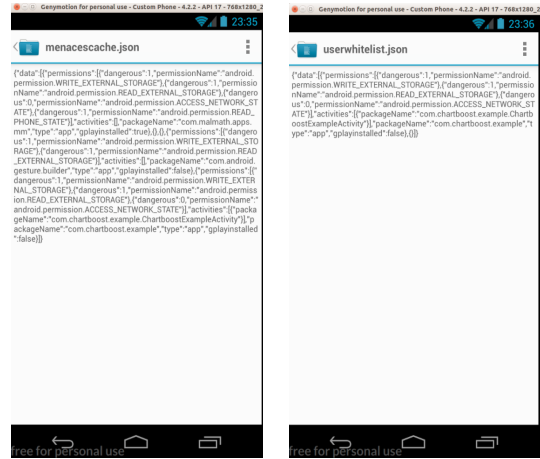 Genymotion for personal use - Custom Phone - 4.2.2 - API 17 - 768x1280_2
23:35
menacescache.json
{"data":[{"permissions":[{"dangerous":1,"permissionName":"android.
permission.WRITE_EXTERNAL_STORAGE"},{"dangerous":1,"permissio
nName":"android.permission.READ_EXTERNAL_STORAGE"},{"dangero
us":0,"permissionName":"android.permission.ACCESS_NETWORK_ST
ATE"},{"dangerous":1,"permissionName":"android.permission.READ_
PHONE_STATE"}],"activities":[],"packageName":"com.malmath.apps.
mm","type":"app","gplayinstalled":true},{},{},{"permissions":[{"danger
us":1,"permissionName":"android.permission.WRITE_EXTERNAL_STO
RAGE"},{"dangerous":1,"permissionName":"android.permission.READ
_EXTERNAL_STORAGE"}],"activities":[],"packageName":"com.android.
gesture.builder","type":"app","gplayinstalled":false},{"permissions":[{"
dangerous":1,"permissionName":"android.permission.WRITE_EXTER
NAL_STORAGE"},{"dangerous":1,"permissionName":"android.permiss
ion.READ_EXTERNAL_STORAGE"},{"dangerous":0,"permissionName":"
android.permission.ACCESS_NETWORK_STATE"}],"activities":[{"packa
geName":"com.chartboost.example.ChartboostExampleActivity"}],"p
ackageName":"com.chartboost.example","type":"app","gplayinstalled
":false}]}
free for personal use
Genymotion for personal use - Custom Phone - 4.2.2 - API 17 - 768x1280_2
23:36
userwhitelist.json
{"data":[{"permissions":[{"dangerous":1,"permissionName":"android.
permission.WRITE_EXTERNAL_STORAGE"},{"dangerous":1,"permissio
nName":"android.permission.READ_EXTERNAL_STORAGE"},{"dangero
us":0,"permissionName":"android.permission.ACCESS_NETWORK_ST
ATE"}],"activities":[{"packageName":"com.chartboost.example.Chartb
oostExampleActivity"}],"packageName":"com.chartboost.example","t
ype":"app","gplayinstalled":false},{}]}
free for personal use